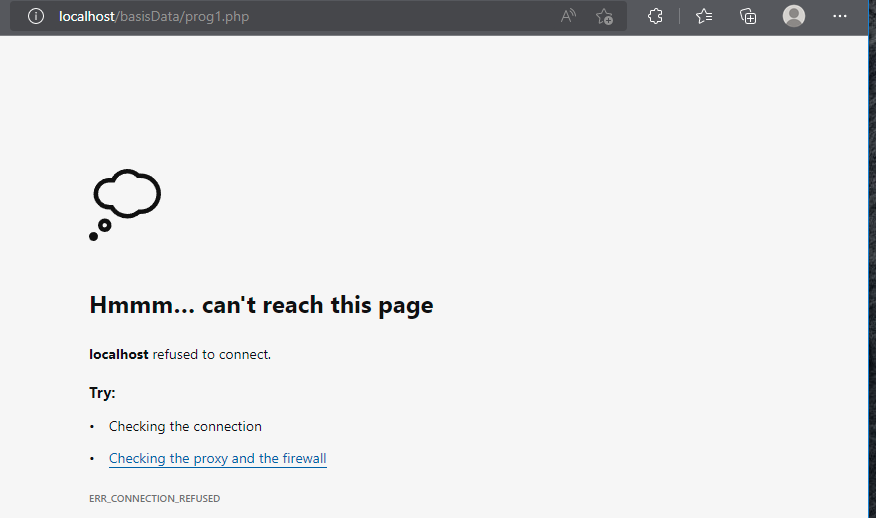 localhost/basisData/prog1.php
Hmmm... can't reach this page
localhost refused to connect.
Try:
• Checking the connection
• Checking the proxy and the firewall
ERR_CONNECTION_REFUSED